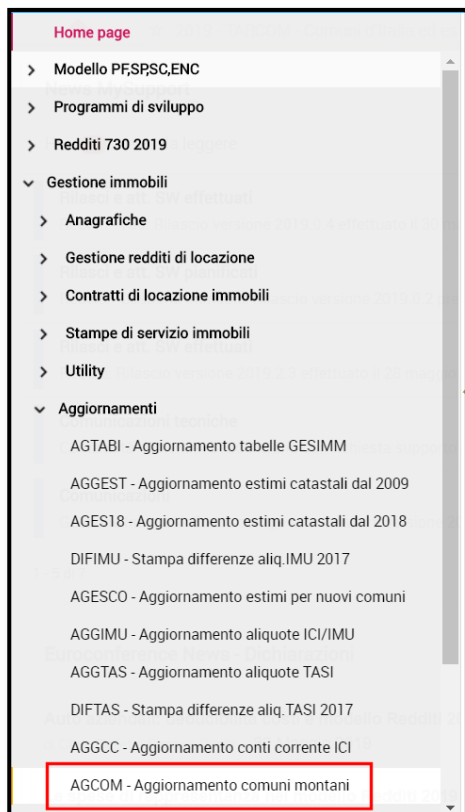 Home page
Modello PF,SP,SC,ENC
News MySupport
Programmi di sviluppo
Redditi 730 2019
Gestione immobili
Anagrafiche
Gestione redditi di locazione
Contratti di locazione immobili
Stampe di servizio immobili
Utility
Aggiornamenti
AGTABI - Aggiornamento tabelle GESIMM
AGGEST - Aggiornamento estimi catastali dal 2009
AGES18 - Aggiornamento estimi catastali dal 2018
DIFIMU - Stampa differenze aliq.IMU 2017
AGESCO - Aggiornamento estimi per nuovi comuni
AGGIMU - Aggiornamento aliquote ICI/IMU
AGGTAS - Aggiornamento aliquote TASI
DIFTAS - Stampa differenze aliq.TASI 2017
AGGCC - Aggiornamento conti corrente ICI
AGCOM - Aggiornamento comuni montani